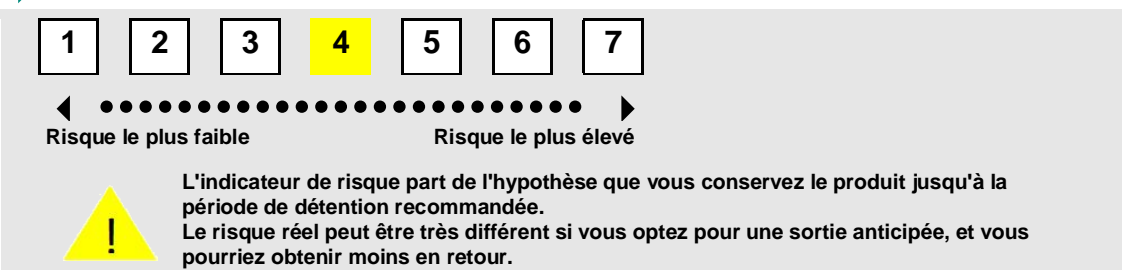 1 2 3 4 5 6 7
Risque le plus faible Risque le plus élevé
L'indicateur de risque part de l'hypothèse que vous conservez le produit jusqu'à la
période de détention recommandée.
Le risque réel peut être très différent si vous optez pour une sortie anticipée, et vous
pourriez obtenir moins en retour.
!